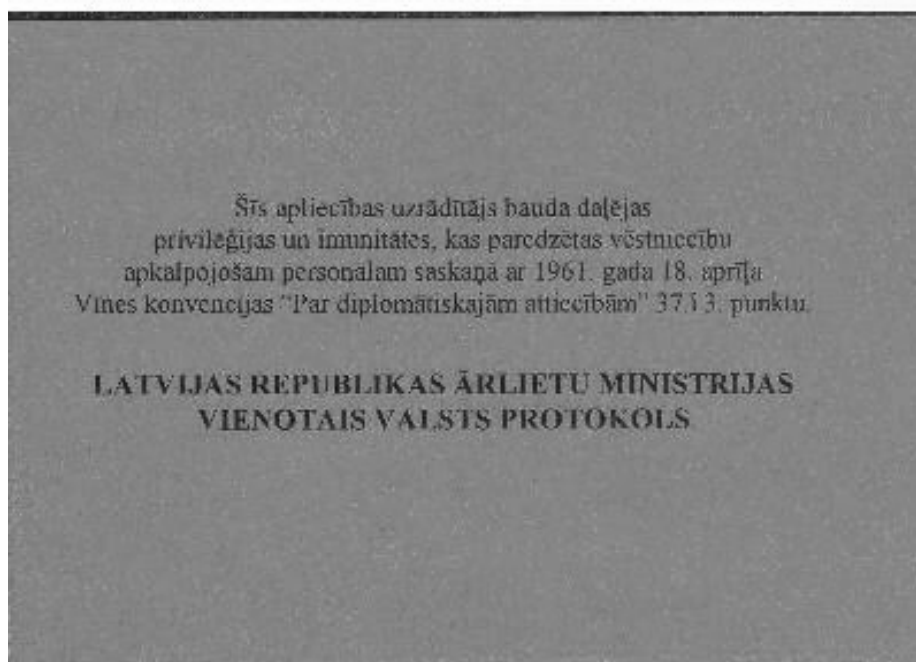 Šīs apliecības uzrādītājs bauda daļējas
privilēģijas un imunitātes, kas paredzētas vēstniecību
apkalpojošam personālam saskaņā ar 1961. gada 18. aprīļa
Vīnes konvencijas "Par diplomātiskajām attiecībām" 37.i 3. punktu.
LATVIJAS REPUBLIKAS ĀRLIETU MINISTRIJAS
VIENOTAIS VALSTS PROTOKOLS